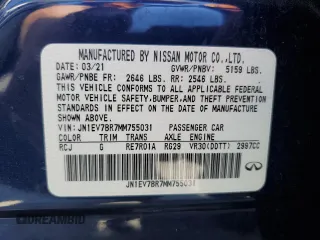 MANUFACTURED BY NISSAN MOTOR CO.,LTD.
DATE: 03/21 GVWR/PNBV: 5159 LBS.
GAWR/PNBE FR: 2646 LBS. RR: 2546 LBS.
THIS VEHICLE CONFORMS TO ALL APPLICABLE FEDERAL
MOTOR VEHICLE SAFETY,BUMPER,AND THEFT PREVENTION
STANDARDS IN EFFECT ON THE DATE OF MANUFACTURE
SHOWN ABOVE.
VIN: JN1EV7BR7MM755031 PASSENGER CAR
COLOR TRIM TRANS AXLE ENGINE
RCJ G RE7R01A RG29 VR30(DDTT) 2997CC
JN1EV7BR7MM755031
INFINITI